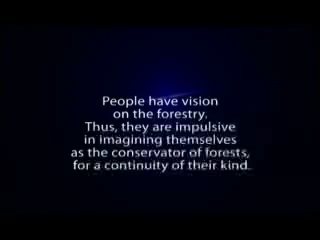 People have vision
on the forestry.
Thus, they are impulsive
in imagining themselves
as the conservator of forests,
for a continuity of their kind.